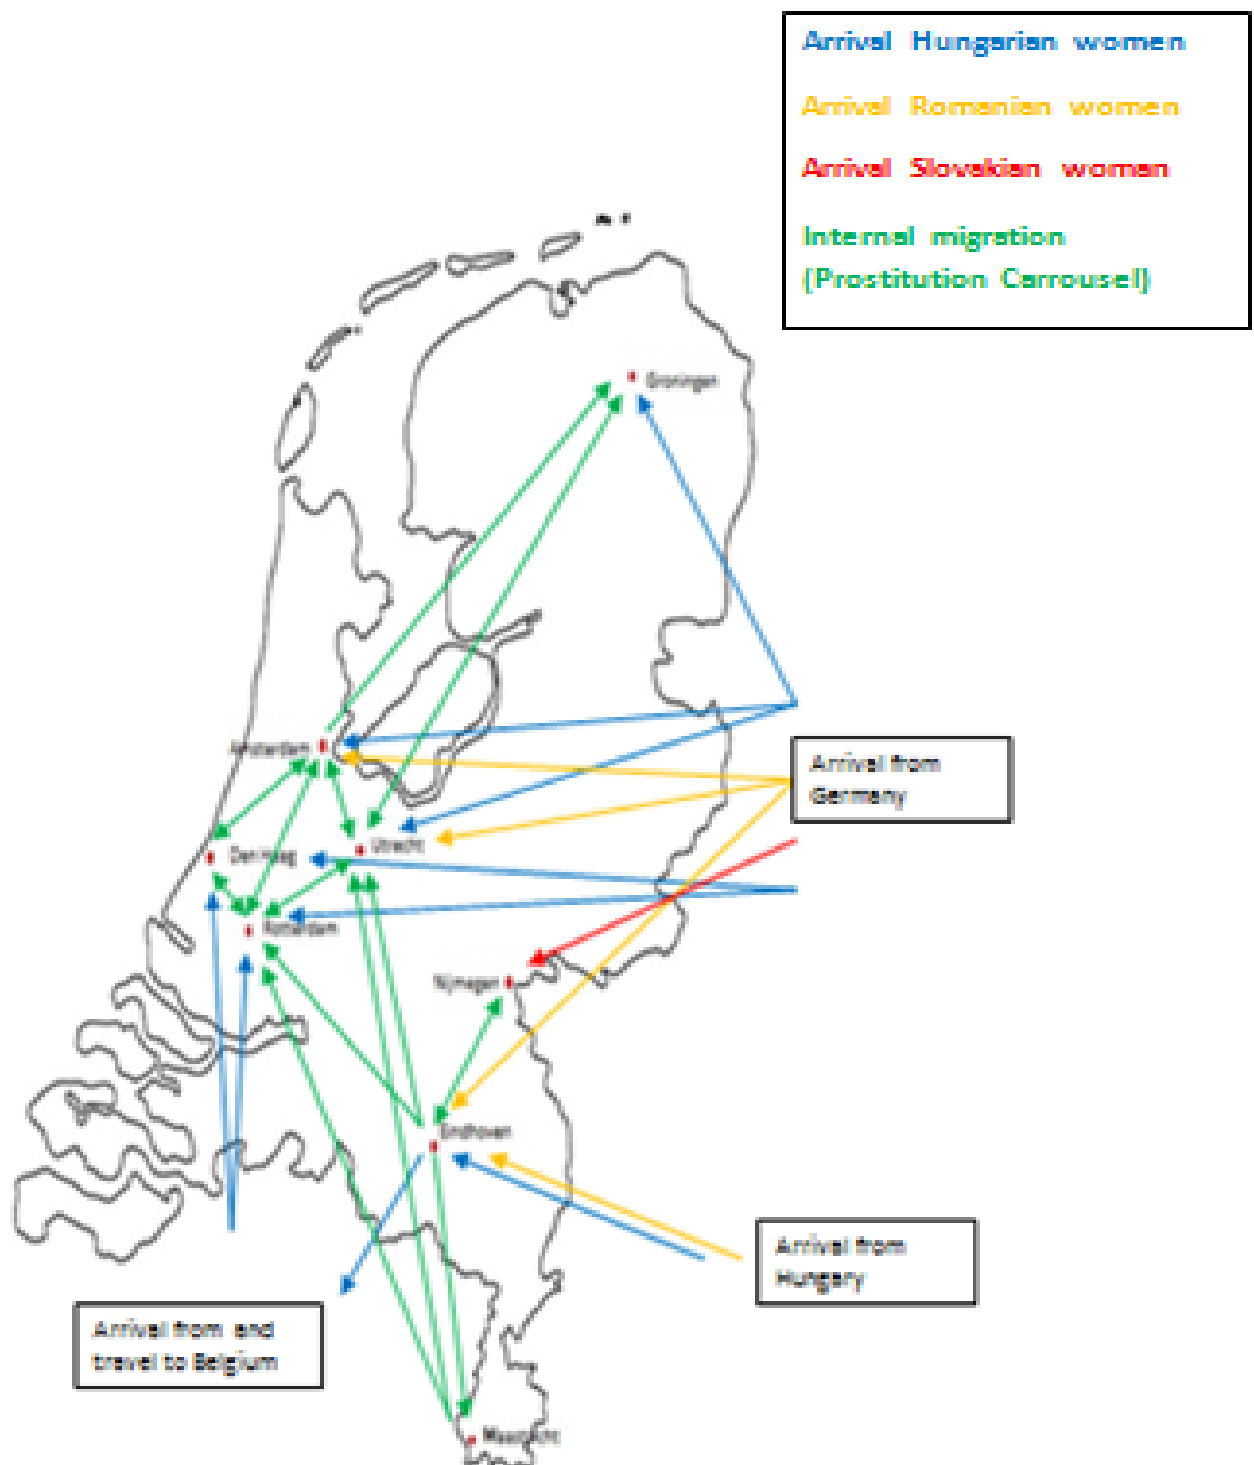 Arrival Hungarian women
Arrival Romanian women
Arrival Slovakian woman
Internal migration
(Prostitution Carrousel)
Groningen
Amsterdam
Arrival from
Germany
Utrecht
Den Haag
Rotterdam
Nijmegen
Eindhoven
Arrival from
Hungary
Arrival from and
travel to Belgium
Maastricht